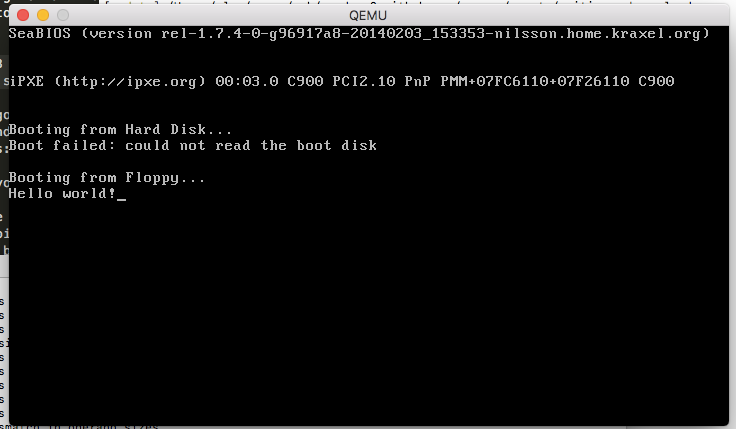 QEMU
SeaBIOS (version rel-1.7.4-0-g96917a8-20140203_153353-nilsson.home.kraxel.org)
iPXE (http://ipxe.org) 00:03.0 C900 PCI2.10 PnP PMM+07FC6110+07F26110 C900
Booting from Hard Disk...
Boot failed: could not read the boot disk
Booting from Floppy...
Hello world!_